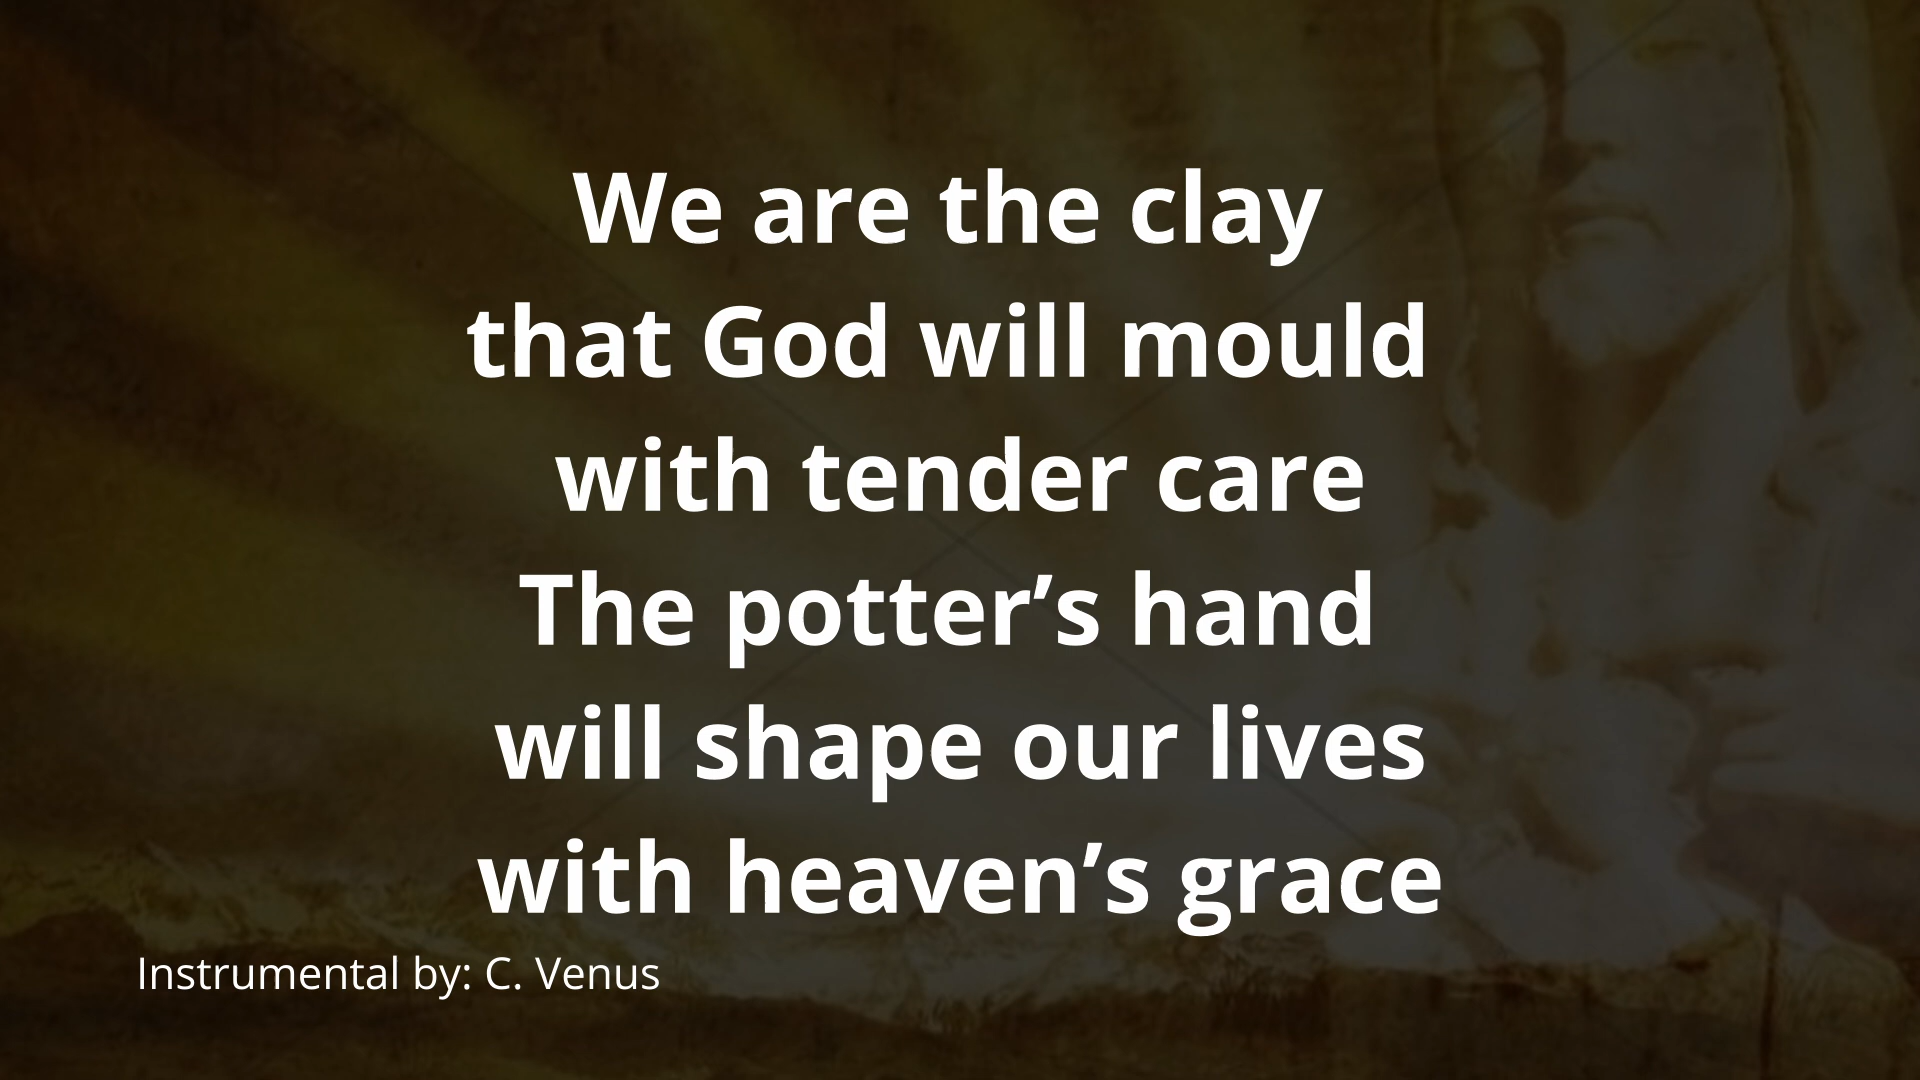 We are the clay
that God will mould
with tender care
The potter’s hand
will shape our lives
with heaven’s grace
Instrumental by: C. Venus